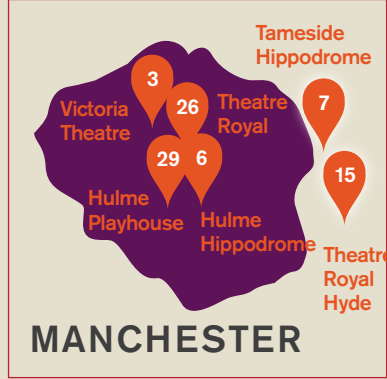 Tameside
Hippodrome
3
7
Victoria
Theatre
26
Theatre
Royal
15
29
6
Hulme
Playhouse
Hulme
Hippodrome
Theatre
Royal
Hyde
MANCHESTER